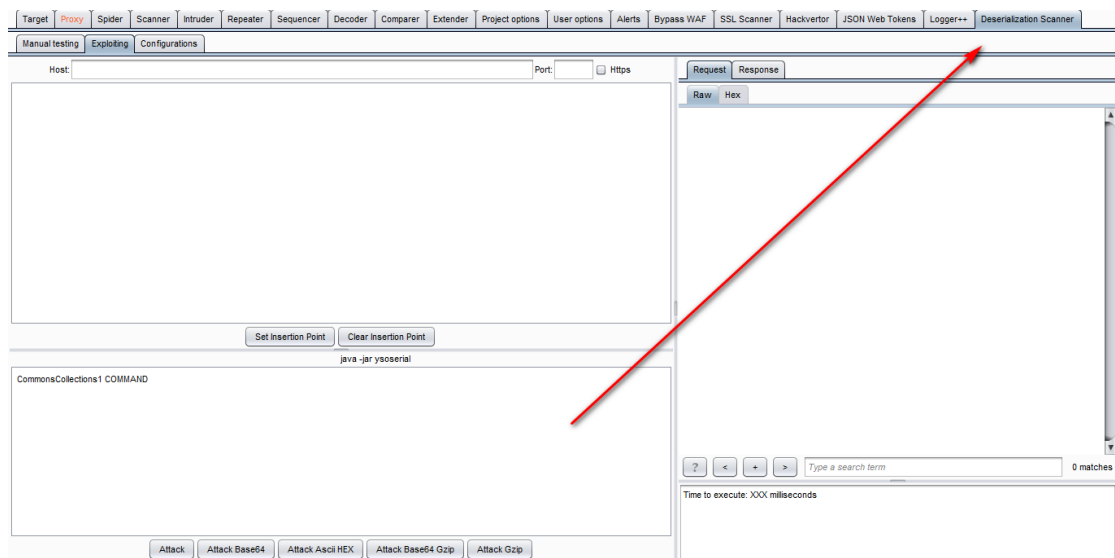 Target Proxy Spider Scanner Intruder Repeater Sequencer Decoder Comparer Extender Project options User options Alerts Bypass WAF SSL Scanner Hackvertor JSON Web Tokens Logger++ Deserialization Scanner
Manual testing Exploiting Configurations
Host: Port: Https
Request Response
Raw Hex
Set Insertion Point Clear Insertion Point
java -jar ysoserial
CommonsCollections1 COMMAND
? < + > Type a search term 0 matches
Time to execute: XXX milliseconds
Attack Attack Base64 Attack Ascii HEX Attack Base64 Gzip Attack Gzip